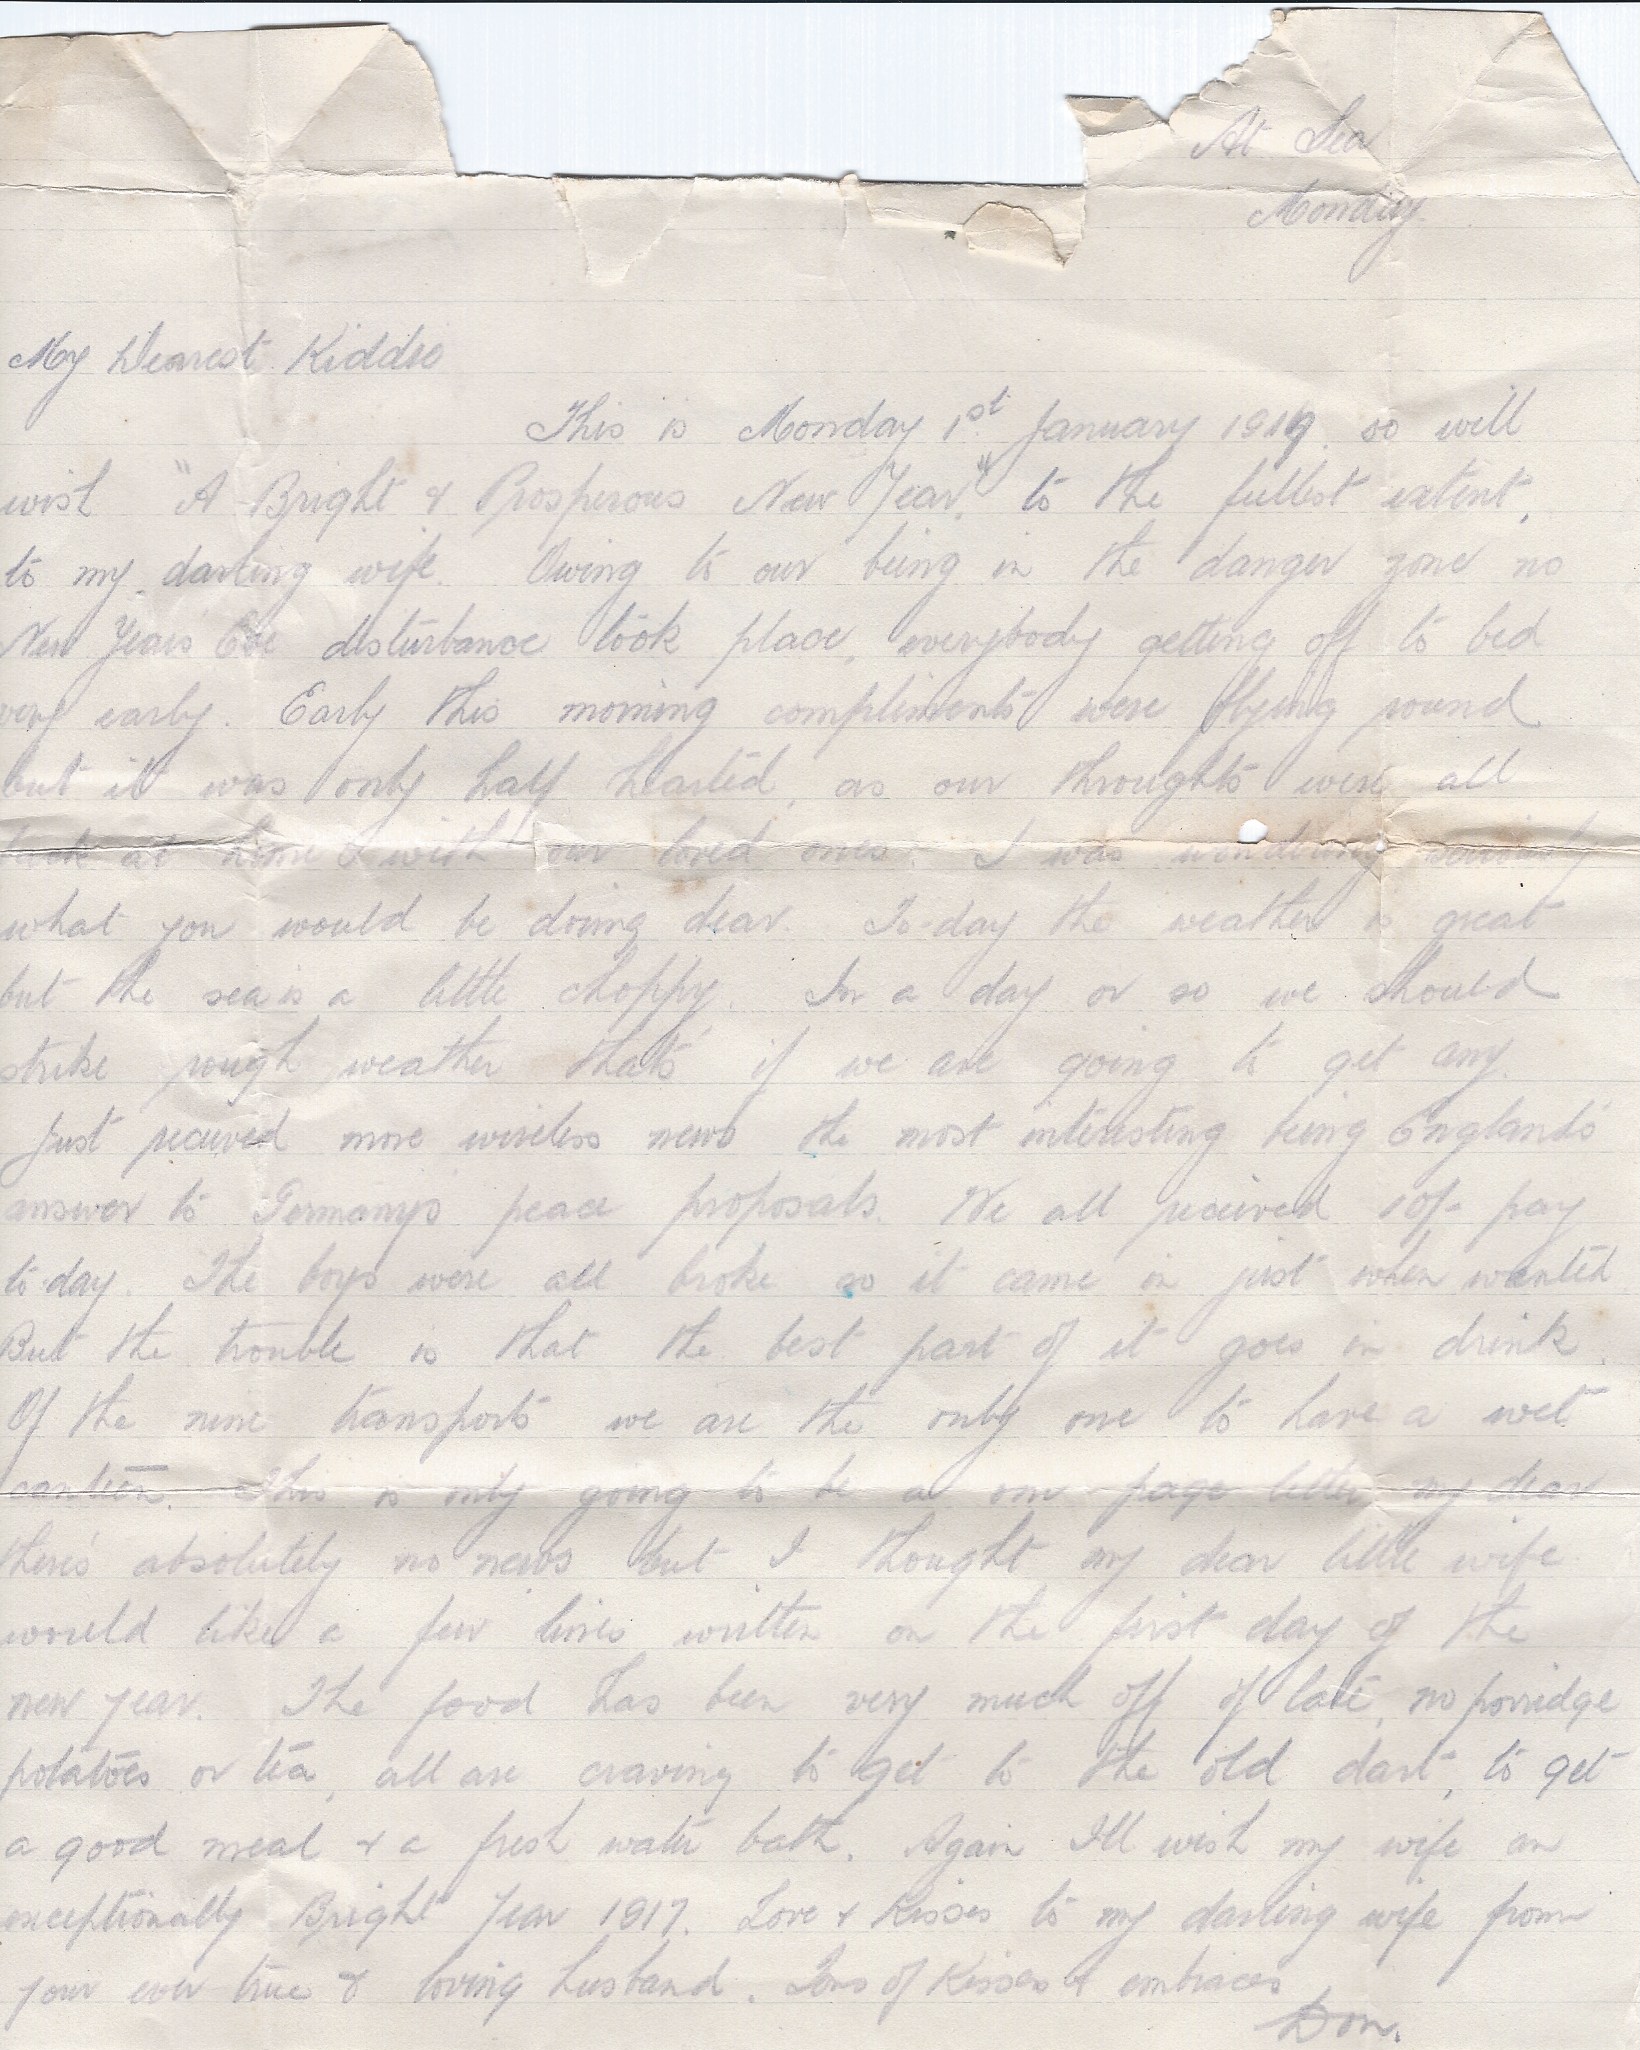 At Sea
Monday
My Dearest Kiddie
This is Monday 1st January 1919 so will
wish "A Bright & Prosperous New Year" to the fullest extent,
to my darling wife. Owing to our being in the danger zone no
New Years Eve disturbance took place, everybody getting off to bed
very early. Early this morning compliments were flying round
but it was only half hearted, as our throughts were all
back at home & with our loved ones. I was wondering seriously
what you would be doing dear. To-day the weather is great
but the sea is a little choppy. In a day or so we should
strike rough weather that's if we are going to get any.
Just received more wireless news the most interesting being England's
answer to Germany's peace proposals. We all received 10/- pay
to-day. The boys were all broke so it came in just when wanted.
But the trouble is that the best part of it goes in drink.
Of the nine transports we are the only one to have a wet
canteen. This is only going to be a one page letter my dear
there's absolutely no news but I thought my dear little wife
would like a few lines written on the first day of the
new year. The food has been very much off of late, no porridge
potatoes or tea, all are craving to get to the old dart, to get
a good meal & a fresh water bath. Again I'll wish my wife an
exceptionally Bright Year 1917. Love & Kisses to my darling wife from
your ever true & loving husband. Tons of Kisses & embraces
Don.